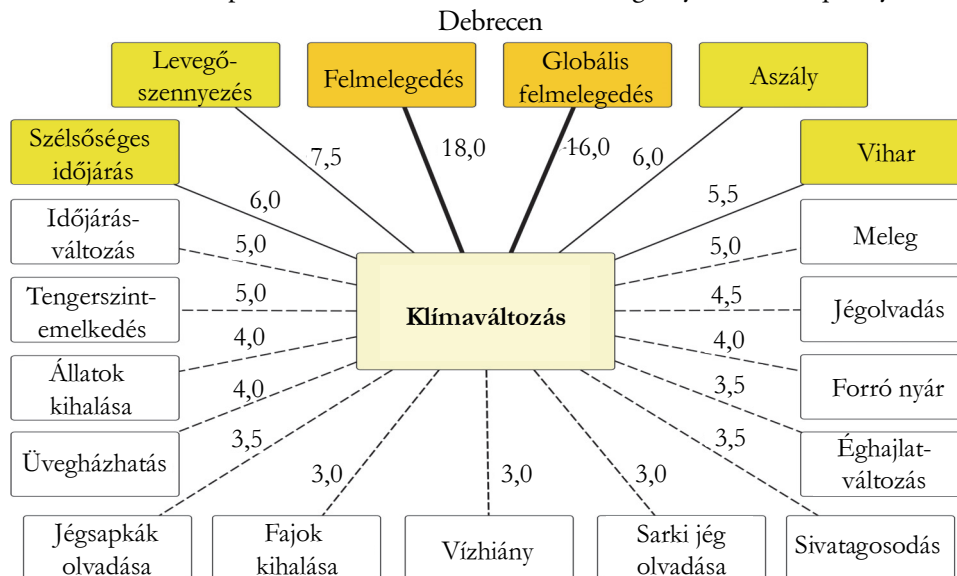 Debrecen
Levegő-
szennyezés
Felmelegedés
Globális
felmelegedés
Aszály
Szélsőséges
időjárás
7,5
18,0
16,0
6,0
Vihar
6,0
5,5
Időjárás-
változás
5,0
5,0
Meleg
Tengerszint-
emelkedés
5,0
Klímaváltozás
4,5
Jégolvadás
Állatok
kihalása
4,0
4,0
Forró nyár
Üvegházhatás
4,0
3,5
Éghajlat-
változás
3,5
3,0
3,0
3,0
3,5
Jégsapkák
olvadása
Fajok
kihalása
Vízhiány
Sarki jég
olvadása
Sivatagosodás